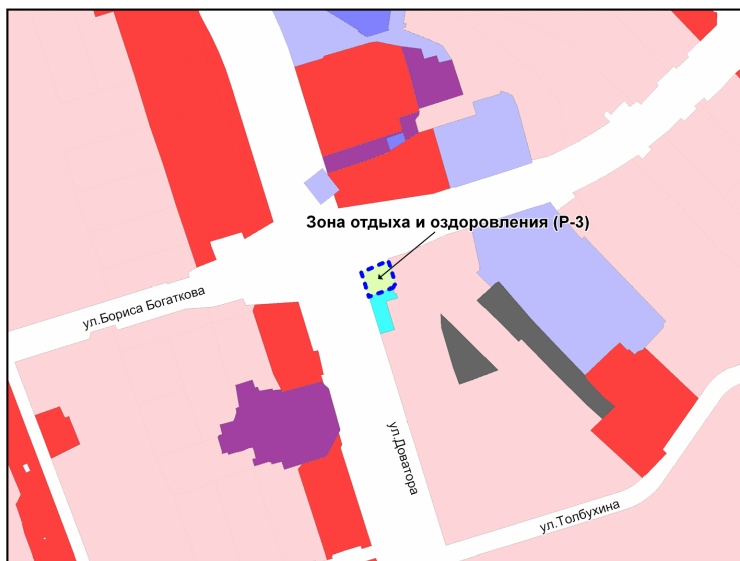 Зона отдыха и оздоровления (Р-3)
ул.Бориса Богаткова
ул.Доватора
ул.Толбухина